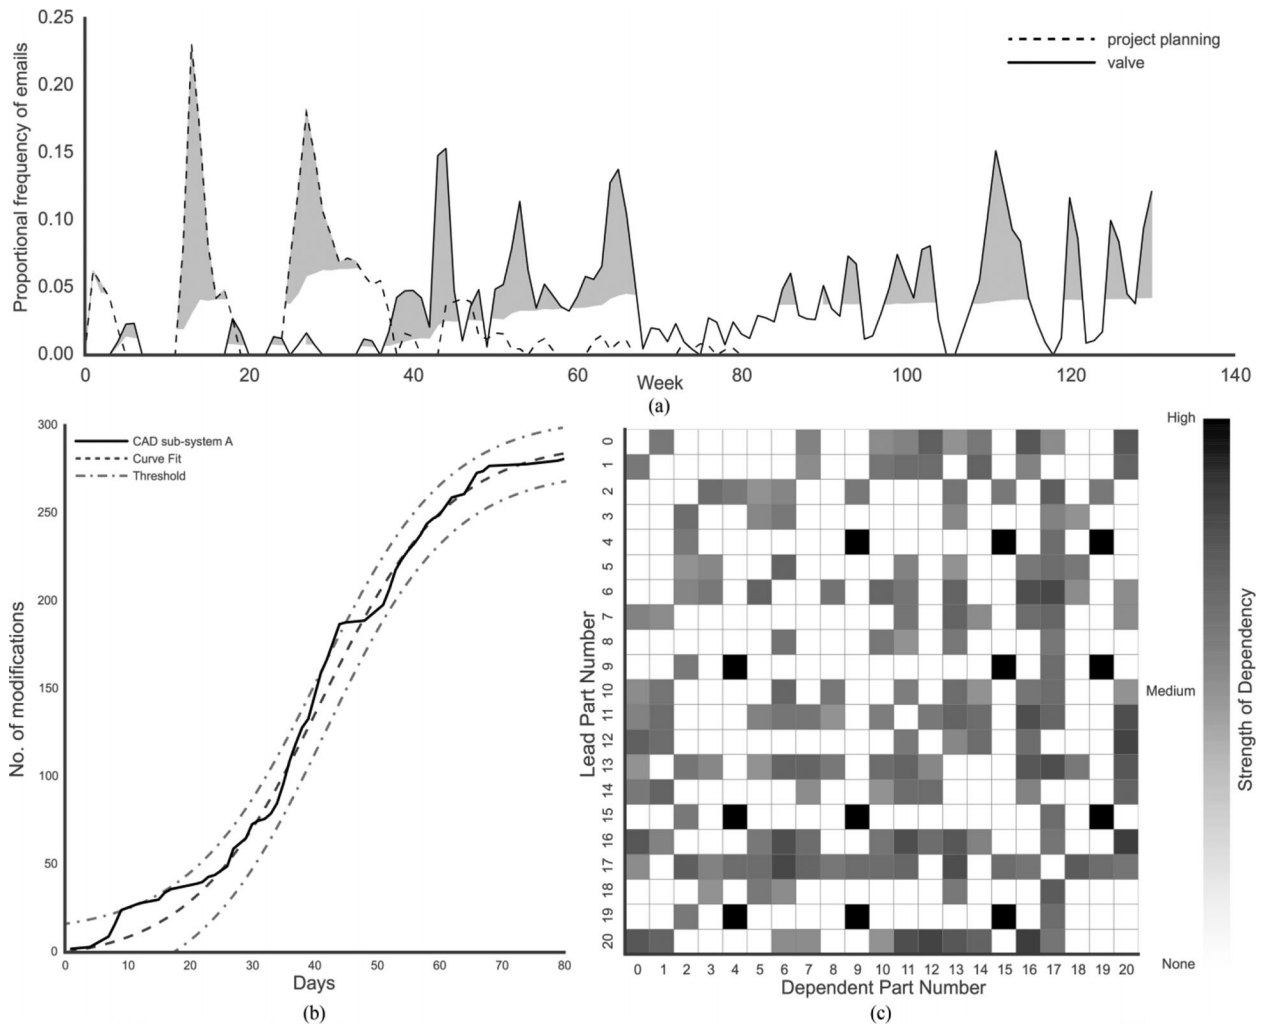 0.25
0.20
0.15
0.10
0.05
0.00
Proportional frequency of emails
project planning
valve
0 20 40 60 80 100 120 140
Week
(a)
300
250
200
150
100
50
0
No. of modifications
CAD sub-system A
Curve Fit
Threshold
0 10 20 30 40 50 60 70 80
Days
(b)
0
1
2
3
4
5
6
7
8
9
10
11
12
13
14
15
16
17
18
19
20
Lead Part Number
0 1 2 3 4 5 6 7 8 9 10 11 12 13 14 15 16 17 18 19 20
Dependent Part Number
(c)
High
Medium
None
Strength of Dependency